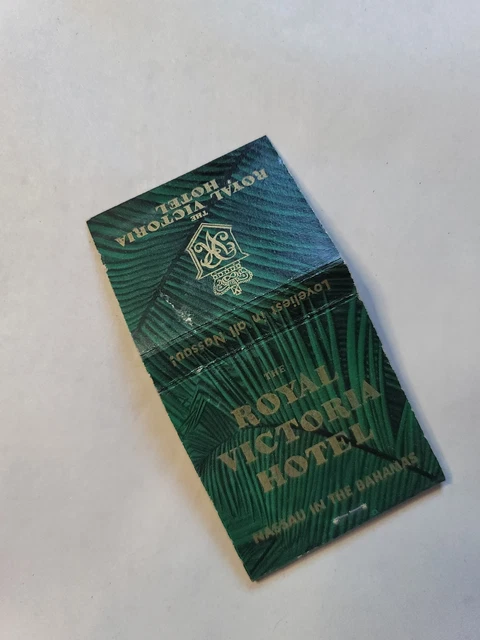 THE
ROYAL VICTORIA
HOTEL
Loveliest in all Nassau!
THE
ROYAL
VICTORIA
HOTEL
NASSAU IN THE BAHAMAS